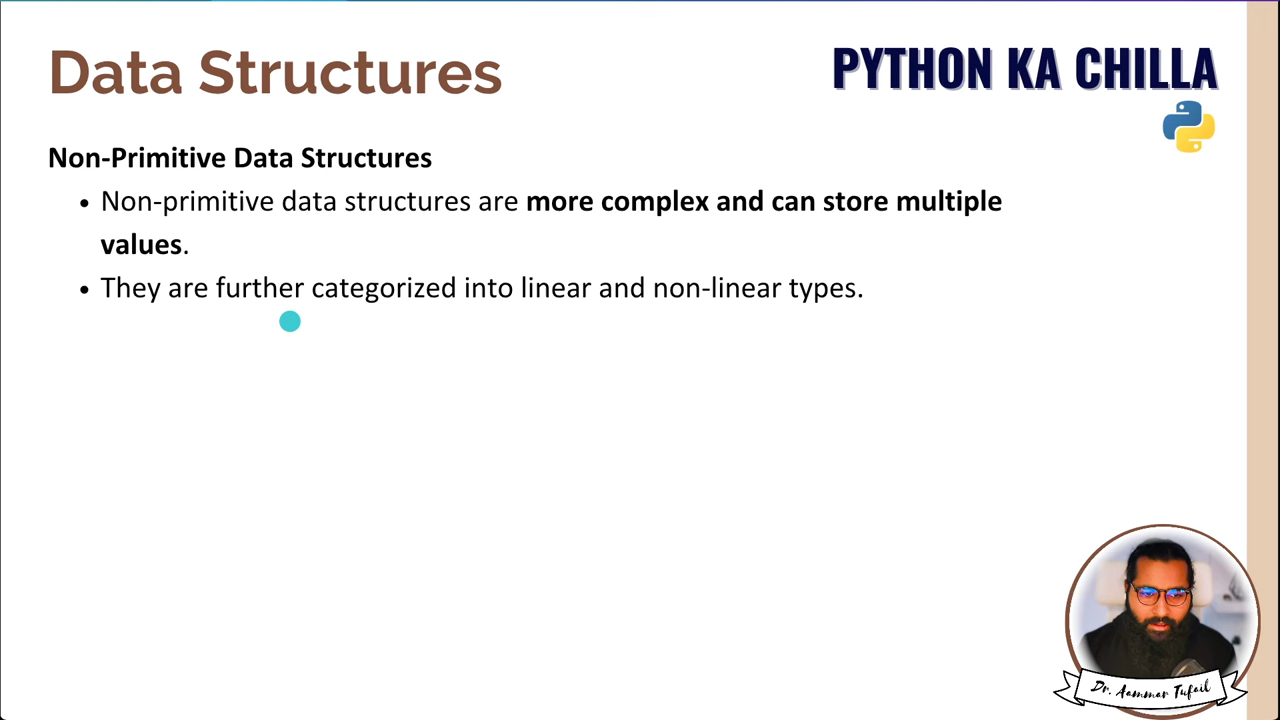 Data Structures
PYTHON KA CHILLA
Non-Primitive Data Structures
• Non-primitive data structures are more complex and can store multiple
values.
• They are further categorized into linear and non-linear types.
Dr. Aammar Tufail